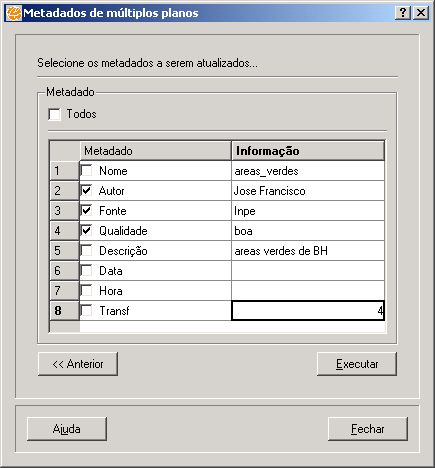 Metadados de múltiplos planos
Selecione os metadados a serem atualizados...
Metadado
Todos
Metadado Informação
1 Nome areas_verdes
2 Autor Jose Francisco
3 Fonte Inpe
4 Qualidade boa
5 Descrição areas verdes de BH
6 Data
7 Hora
8 Transf 4
<< Anterior Executar
Ajuda Fechar